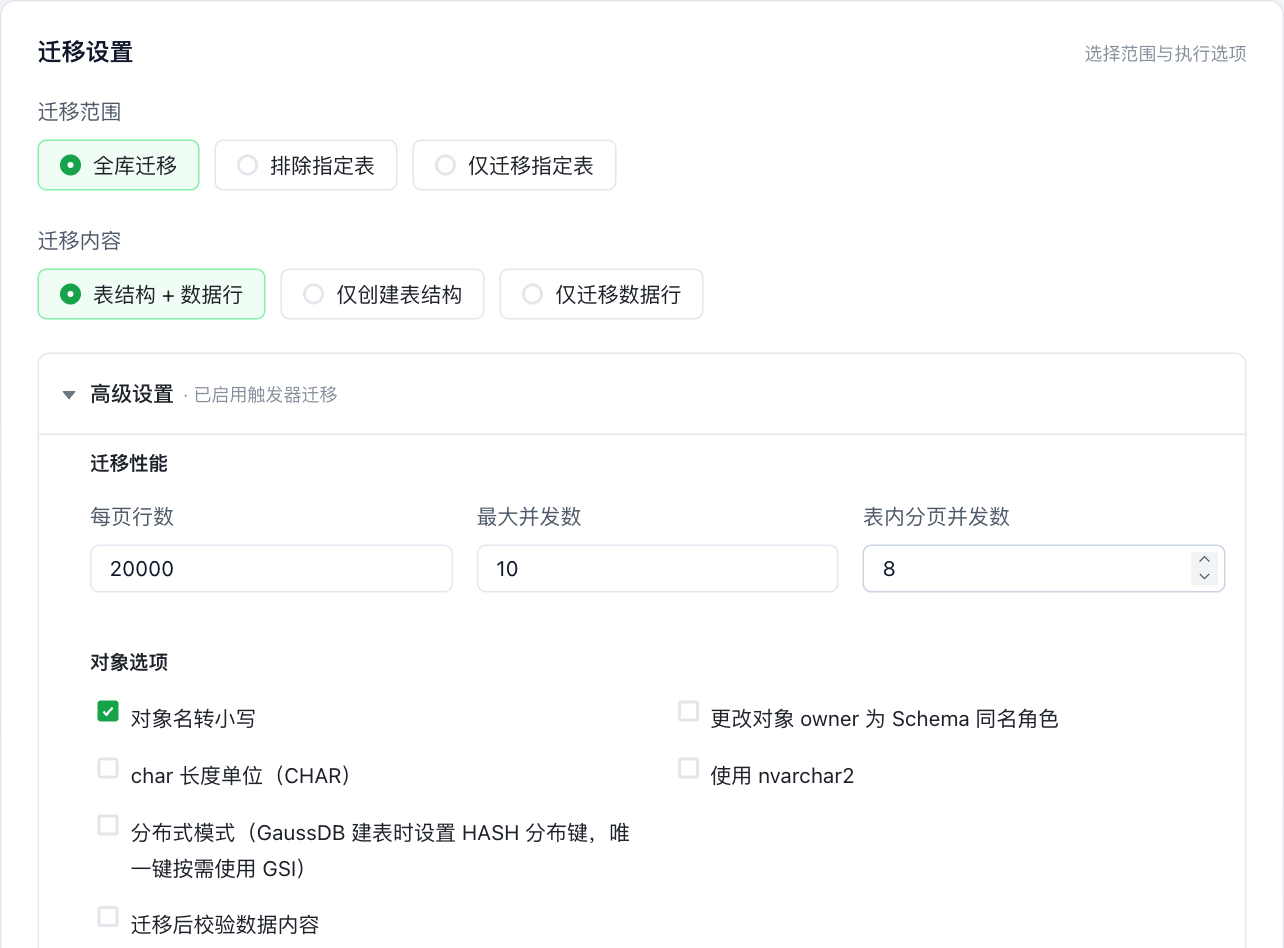 迁移设置
选择范围与执行选项
迁移范围
全库迁移
排除指定表
仅迁移指定表
迁移内容
表结构 + 数据行
仅创建表结构
仅迁移数据行
高级设置 · 已启用触发器迁移
迁移性能
每页行数
最大并发数
表内分页并发数
20000
10
8
对象选项
对象名转小写
更改对象 owner 为 Schema 同名角色
char 长度单位（CHAR）
使用 nvarchar2
分布式模式（GaussDB 建表时设置 HASH 分布键，唯
一键按需使用 GSI）
迁移后校验数据内容